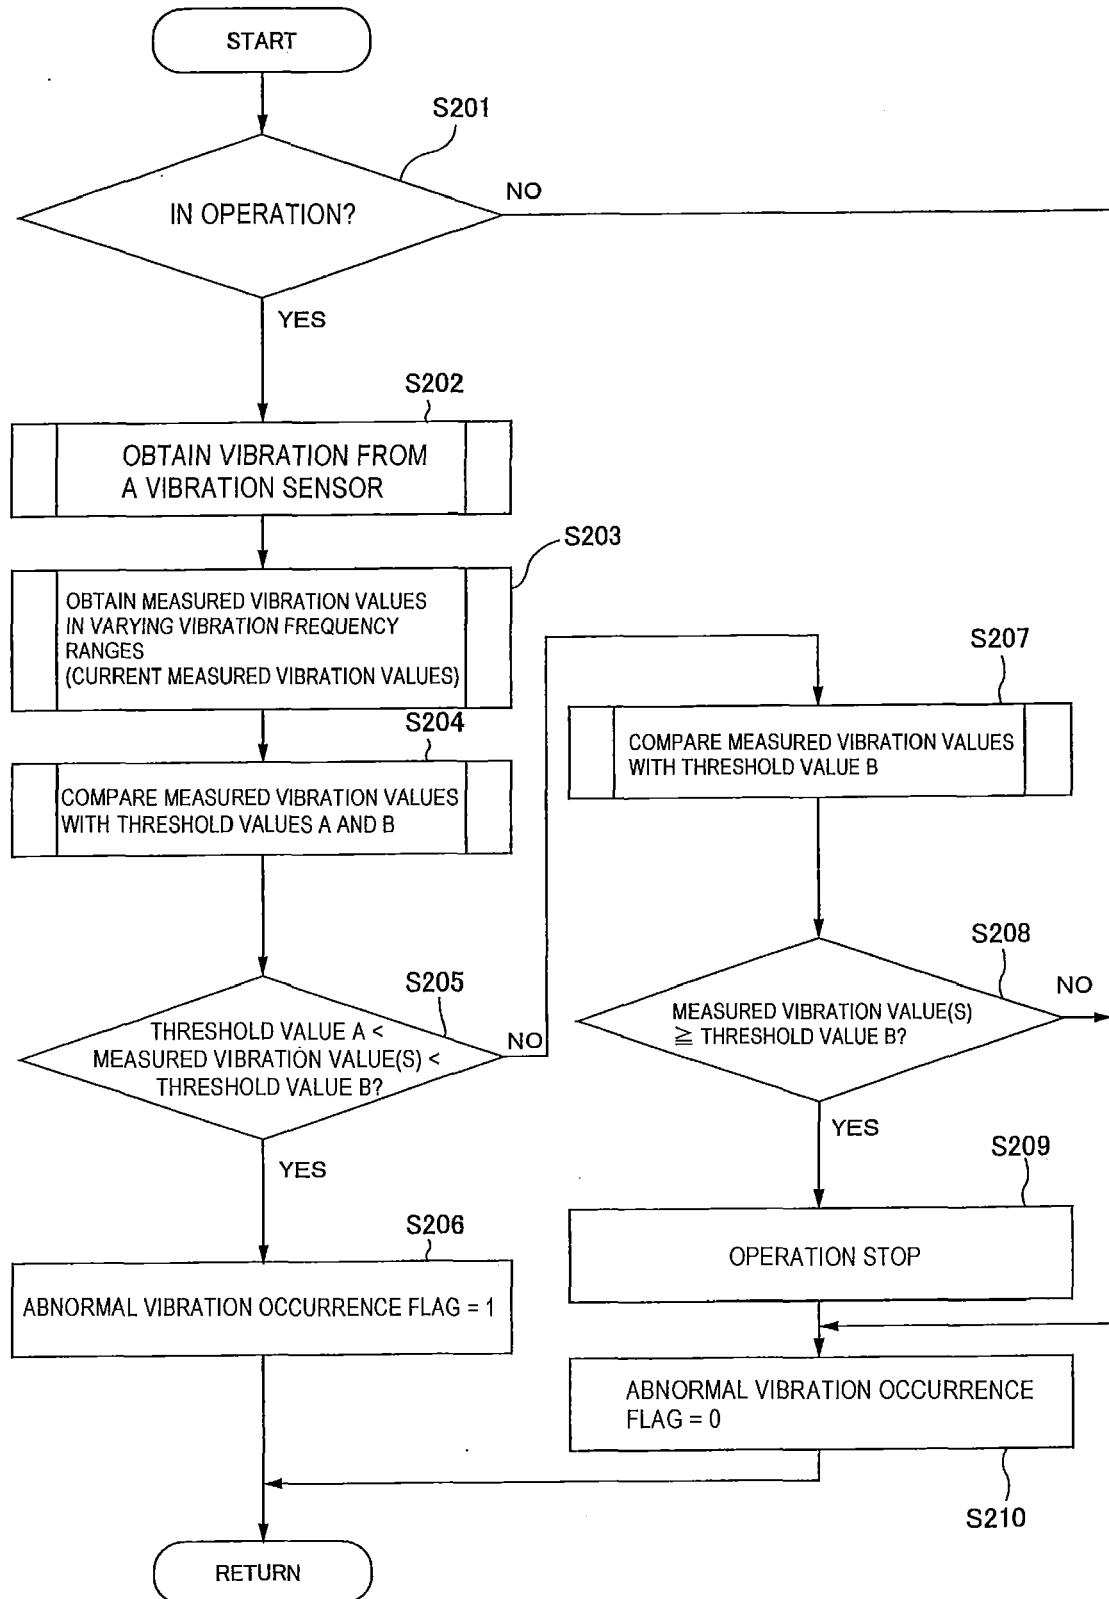 START
S201
IN OPERATION?
NO
YES
S202
OBTAIN VIBRATION FROM
A VIBRATION SENSOR
S203
OBTAIN MEASURED VIBRATION VALUES
IN VARYING VIBRATION FREQUENCY
RANGES
(CURRENT MEASURED VIBRATION VALUES)
S204
COMPARE MEASURED VIBRATION VALUES
WITH THRESHOLD VALUES A AND B
S205
THRESHOLD VALUE A <
MEASURED VIBRATION VALUE(S) <
THRESHOLD VALUE B?
NO
YES
S206
ABNORMAL VIBRATION OCCURRENCE FLAG = 1
S207
COMPARE MEASURED VIBRATION VALUES
WITH THRESHOLD VALUE B
S208
MEASURED VIBRATION VALUE(S)
≧ THRESHOLD VALUE B?
NO
YES
S209
OPERATION STOP
ABNORMAL VIBRATION OCCURRENCE
FLAG = 0
S210
RETURN